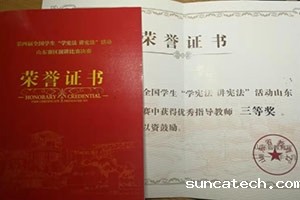 第四届全国学生“学宪法 讲宪法”活动
荣誉证书
HONORARY CREDENTIAL
荣誉证书
全国学生“学宪法 讲宪法”活动山东
赛中获得优秀指导教师 三等奖
以资鼓励。
suncatech.com